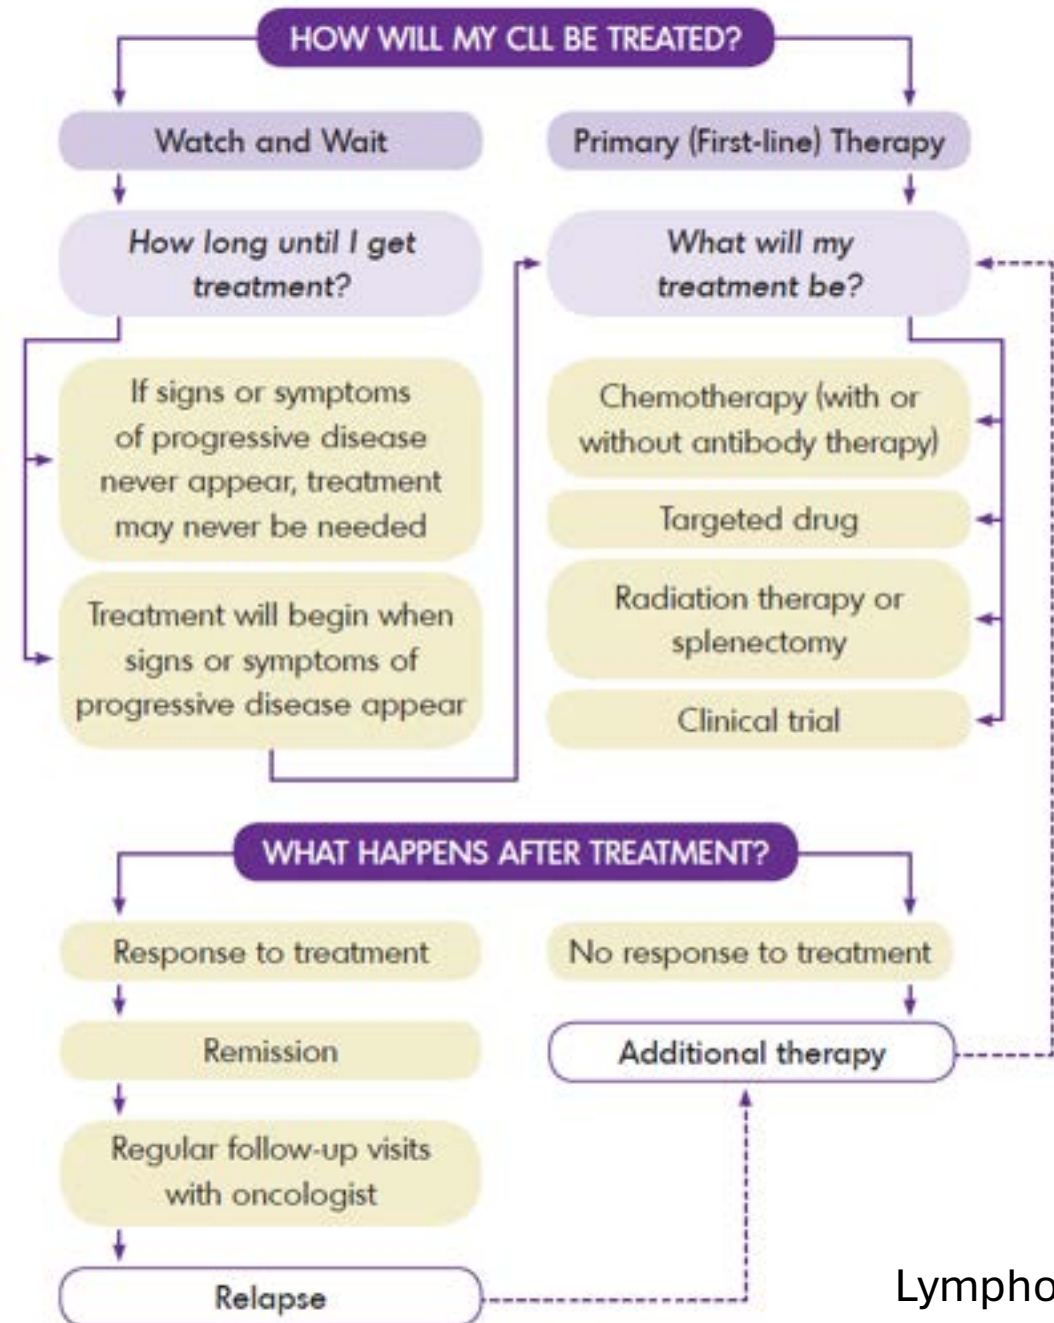 HOW WILL MY CLL BE TREATED?
Watch and Wait
How long until I get
treatment?
If signs or symptoms
of progressive disease
never appear, treatment
may never be needed
Treatment will begin when
signs or symptoms of
progressive disease appear
Primary (First-line) Therapy
What will my
treatment be?
Chemotherapy (with or
without antibody therapy)
Targeted drug
Radiation therapy or
splenectomy
Clinical trial
WHAT HAPPENS AFTER TREATMENT?
Response to treatment
Remission
Regular follow-up visits
with oncologist
Relapse
No response to treatment
Additional therapy
Lympho